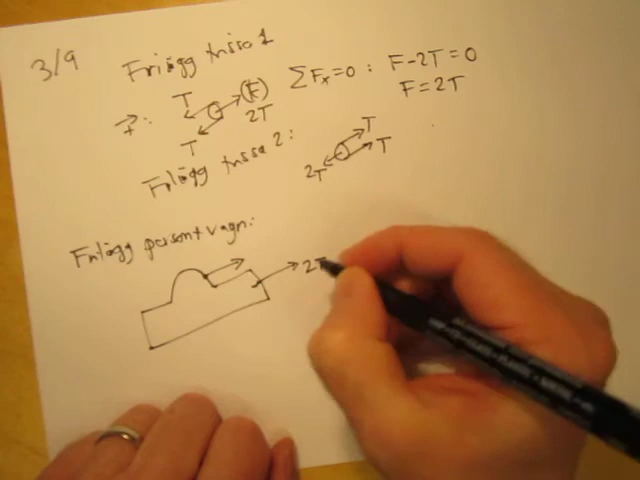 3/9
Frilägg trissa 1
T (F) ΣFx=0: F-2T=0
→+: 2T F=2T
T
Frilägg trissa 2:
T
T
2T
Frilägg person+vagn:
2T